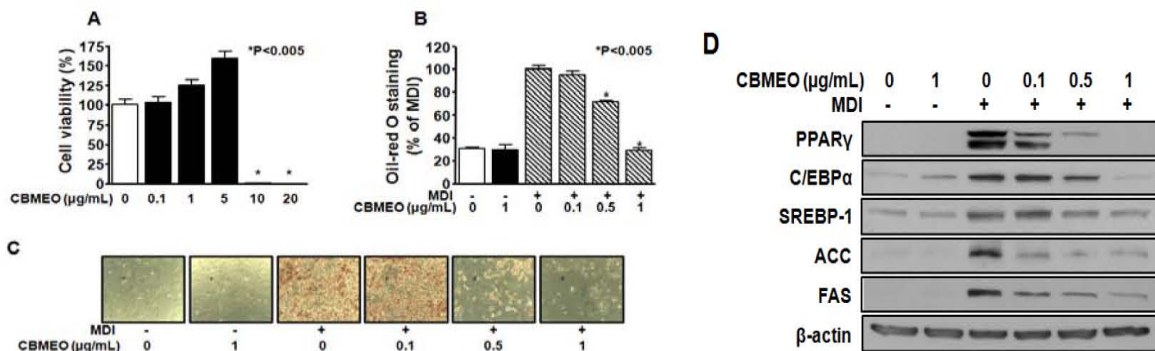 A
*P<0.005
Cell viability (%)
175
150
125
100
75
50
25
0
* *
CBMEO (µg/mL) 0 0.1 1 5 10 20
B
*P<0.005
Oil-red O staining
(% of MDI)
120
100
80
60
40
20
0
*
*
MDI - - + + + +
CBMEO (µg/mL) 0 1 0 0.1 0.5 1
C
MDI - - + + + +
CBMEO (µg/mL) 0 1 0 0.1 0.5 1
D
CBMEO (µg/mL) 0 1 0 0.1 0.5 1
MDI - - + + + +
PPARγ
C/EBPα
SREBP-1
ACC
FAS
β-actin